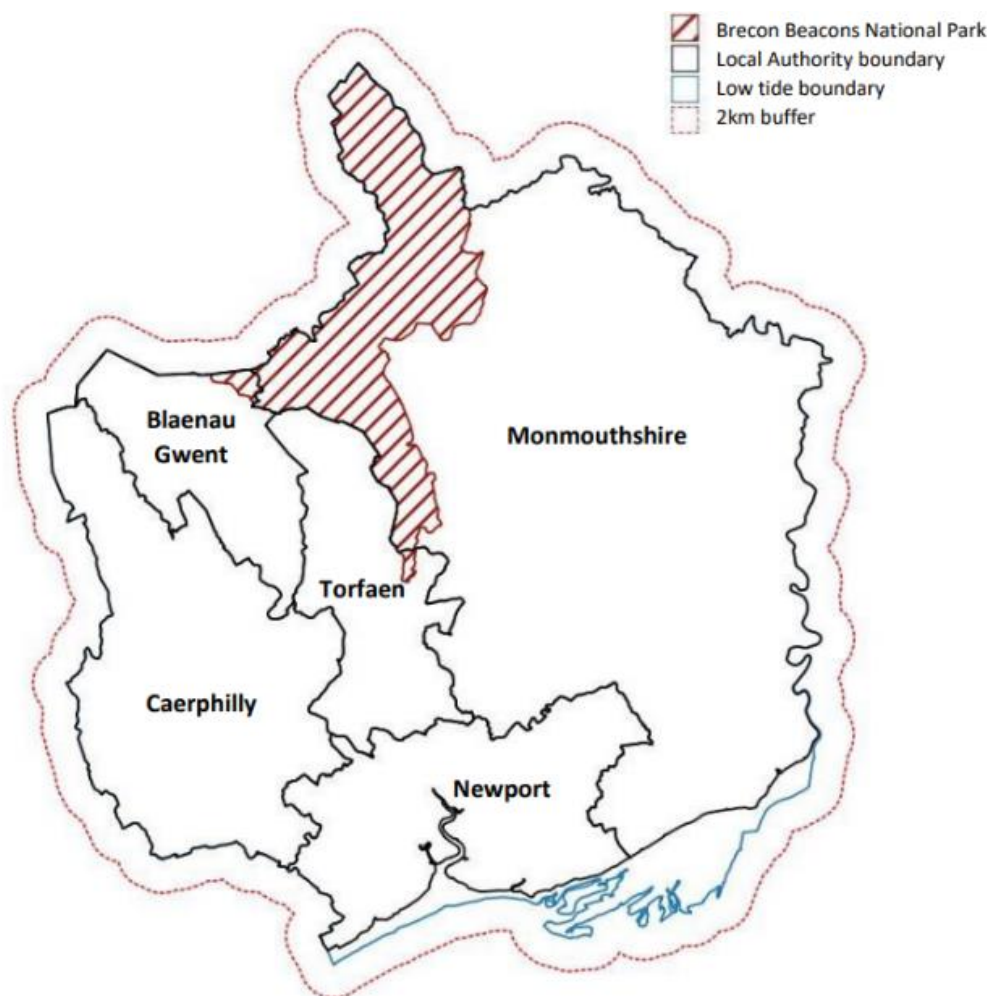 Brecon Beacons National Park
Local Authority boundary
Low tide boundary
2km buffer
Blaenau
Gwent
Monmouthshire
Torfaen
Caerphilly
Newport